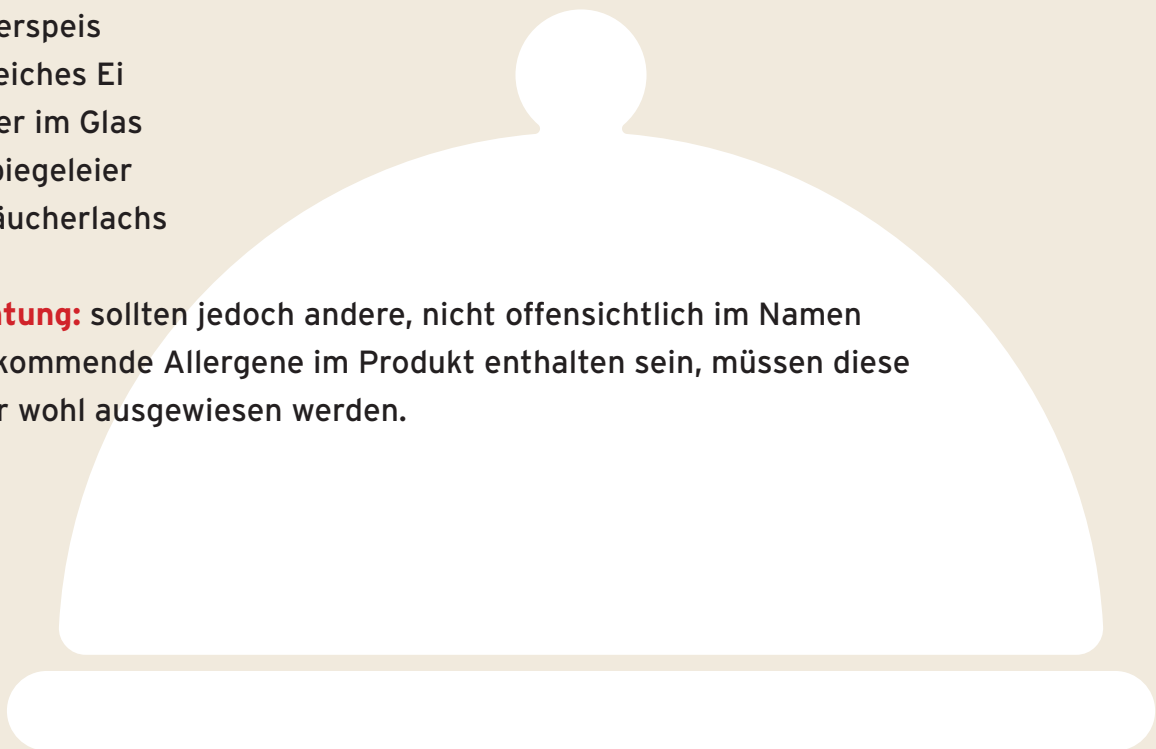 erspeis
eiches Ei
er im Glas
piegeleier
äucherlachs
htung: sollten jedoch andere, nicht offensichtlich im Namen
kommende Allergene im Produkt enthalten sein, müssen diese
r wohl ausgewiesen werden.